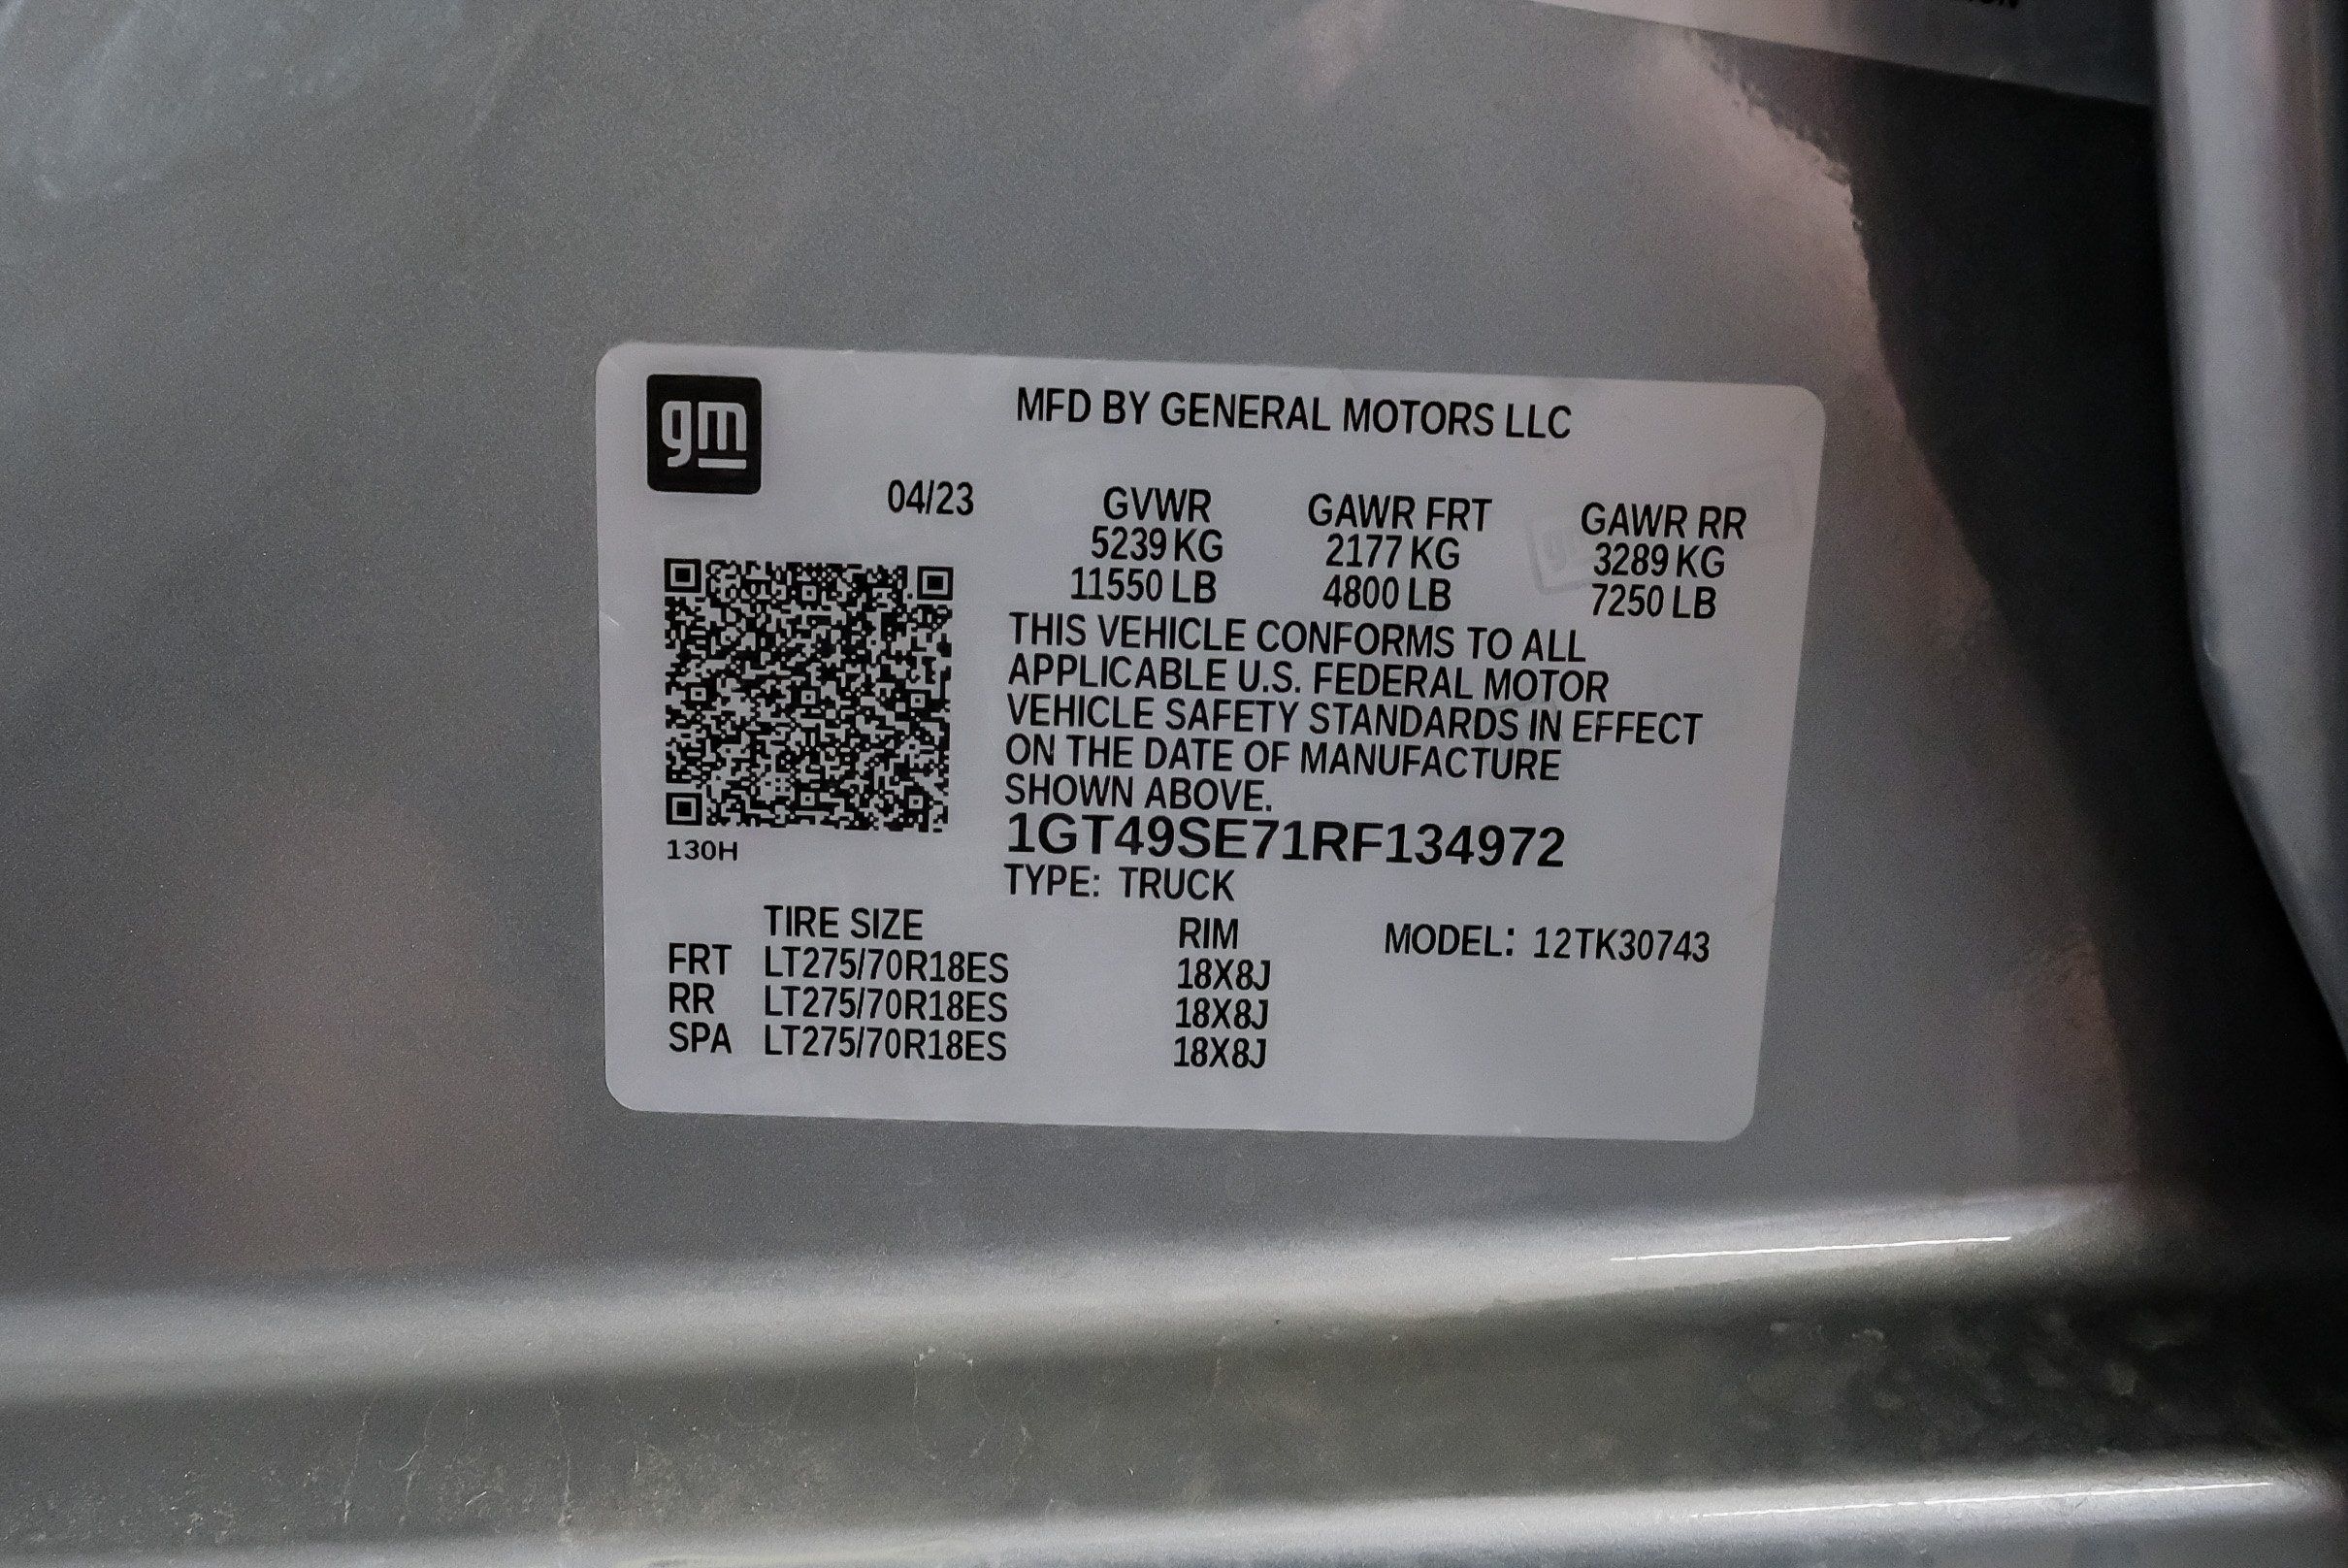 gm
MFD BY GENERAL MOTORS LLC
04/23 GVWR GAWR FRT GAWR RR
5239 KG 2177 KG 3289 KG
11550 LB 4800 LB 7250 LB
THIS VEHICLE CONFORMS TO ALL
APPLICABLE U.S. FEDERAL MOTOR
VEHICLE SAFETY STANDARDS IN EFFECT
ON THE DATE OF MANUFACTURE
SHOWN ABOVE.
1GT49SE71RF134972
130H
TYPE: TRUCK
TIRE SIZE RIM MODEL: 12TK30743
FRT LT275/70R18ES 18X8J
RR LT275/70R18ES 18X8J
SPA LT275/70R18ES 18X8J